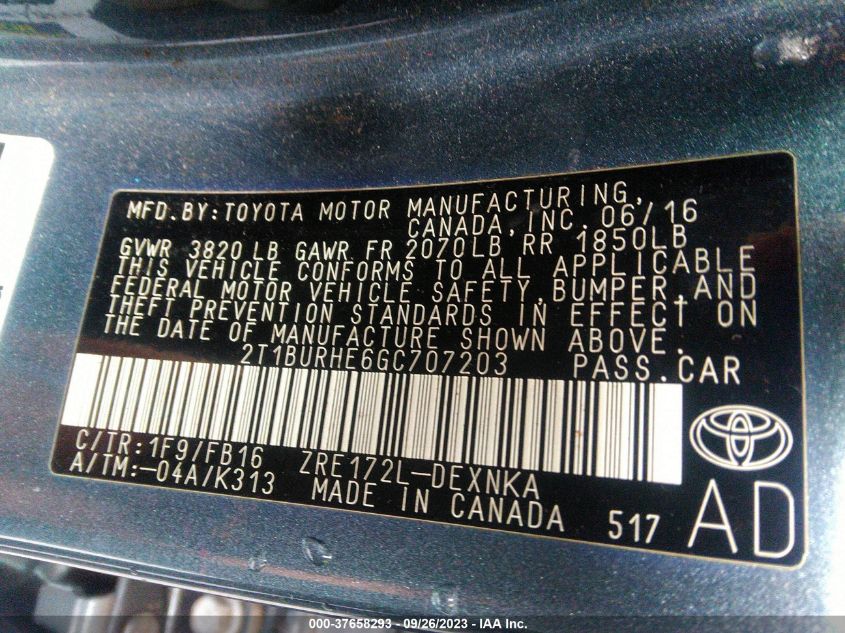 MFD.BY:TOYOTA MOTOR MANUFACTURING,
CANADA, INC. 06/16
GVWR 3820 LB GAWR FR 2070LB RR 1850LB
THIS VEHICLE CONFORMS TO ALL APPLICABLE
FEDERAL MOTOR VEHICLE SAFETY, BUMPER, AND
THEFT PREVENTION STANDARDS IN EFFECT ON
THE DATE OF MANUFACTURE SHOWN ABOVE.
2T1BURHE6GC707203 PASS.CAR
C/TR:1F9/FB16 ZRE172L-DEXNKA
A/TM:-04A/K313 MADE IN CANADA 517 AD
000-37658293 - 09/26/2023 - IAA Inc.